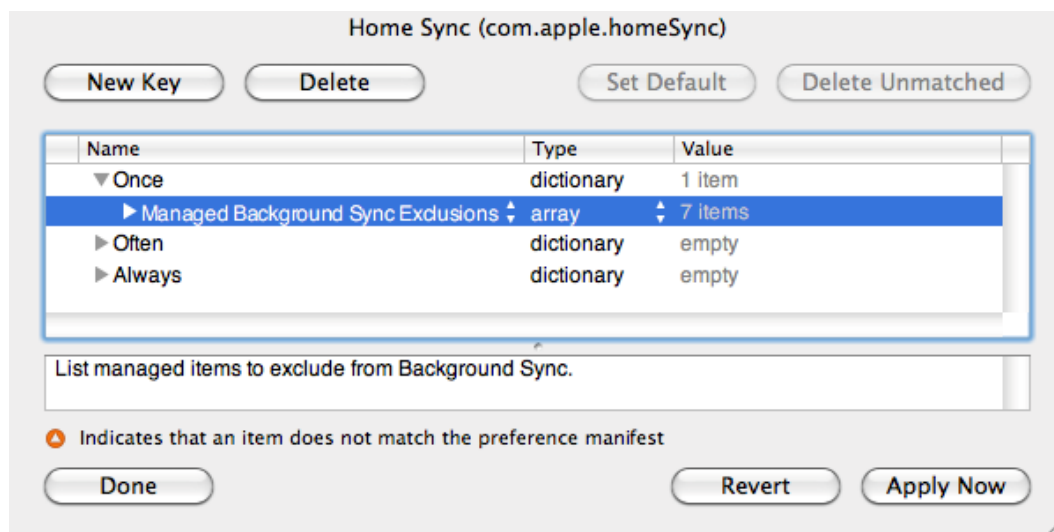 Home Sync (com.apple.homeSync)
New Key Delete Set Default Delete Unmatched
Name Type Value
Once dictionary 1 item
Managed Background Sync Exclusions array 7 items
Often dictionary empty
Always dictionary empty
List managed items to exclude from Background Sync.
Indicates that an item does not match the preference manifest
Done Revert Apply Now